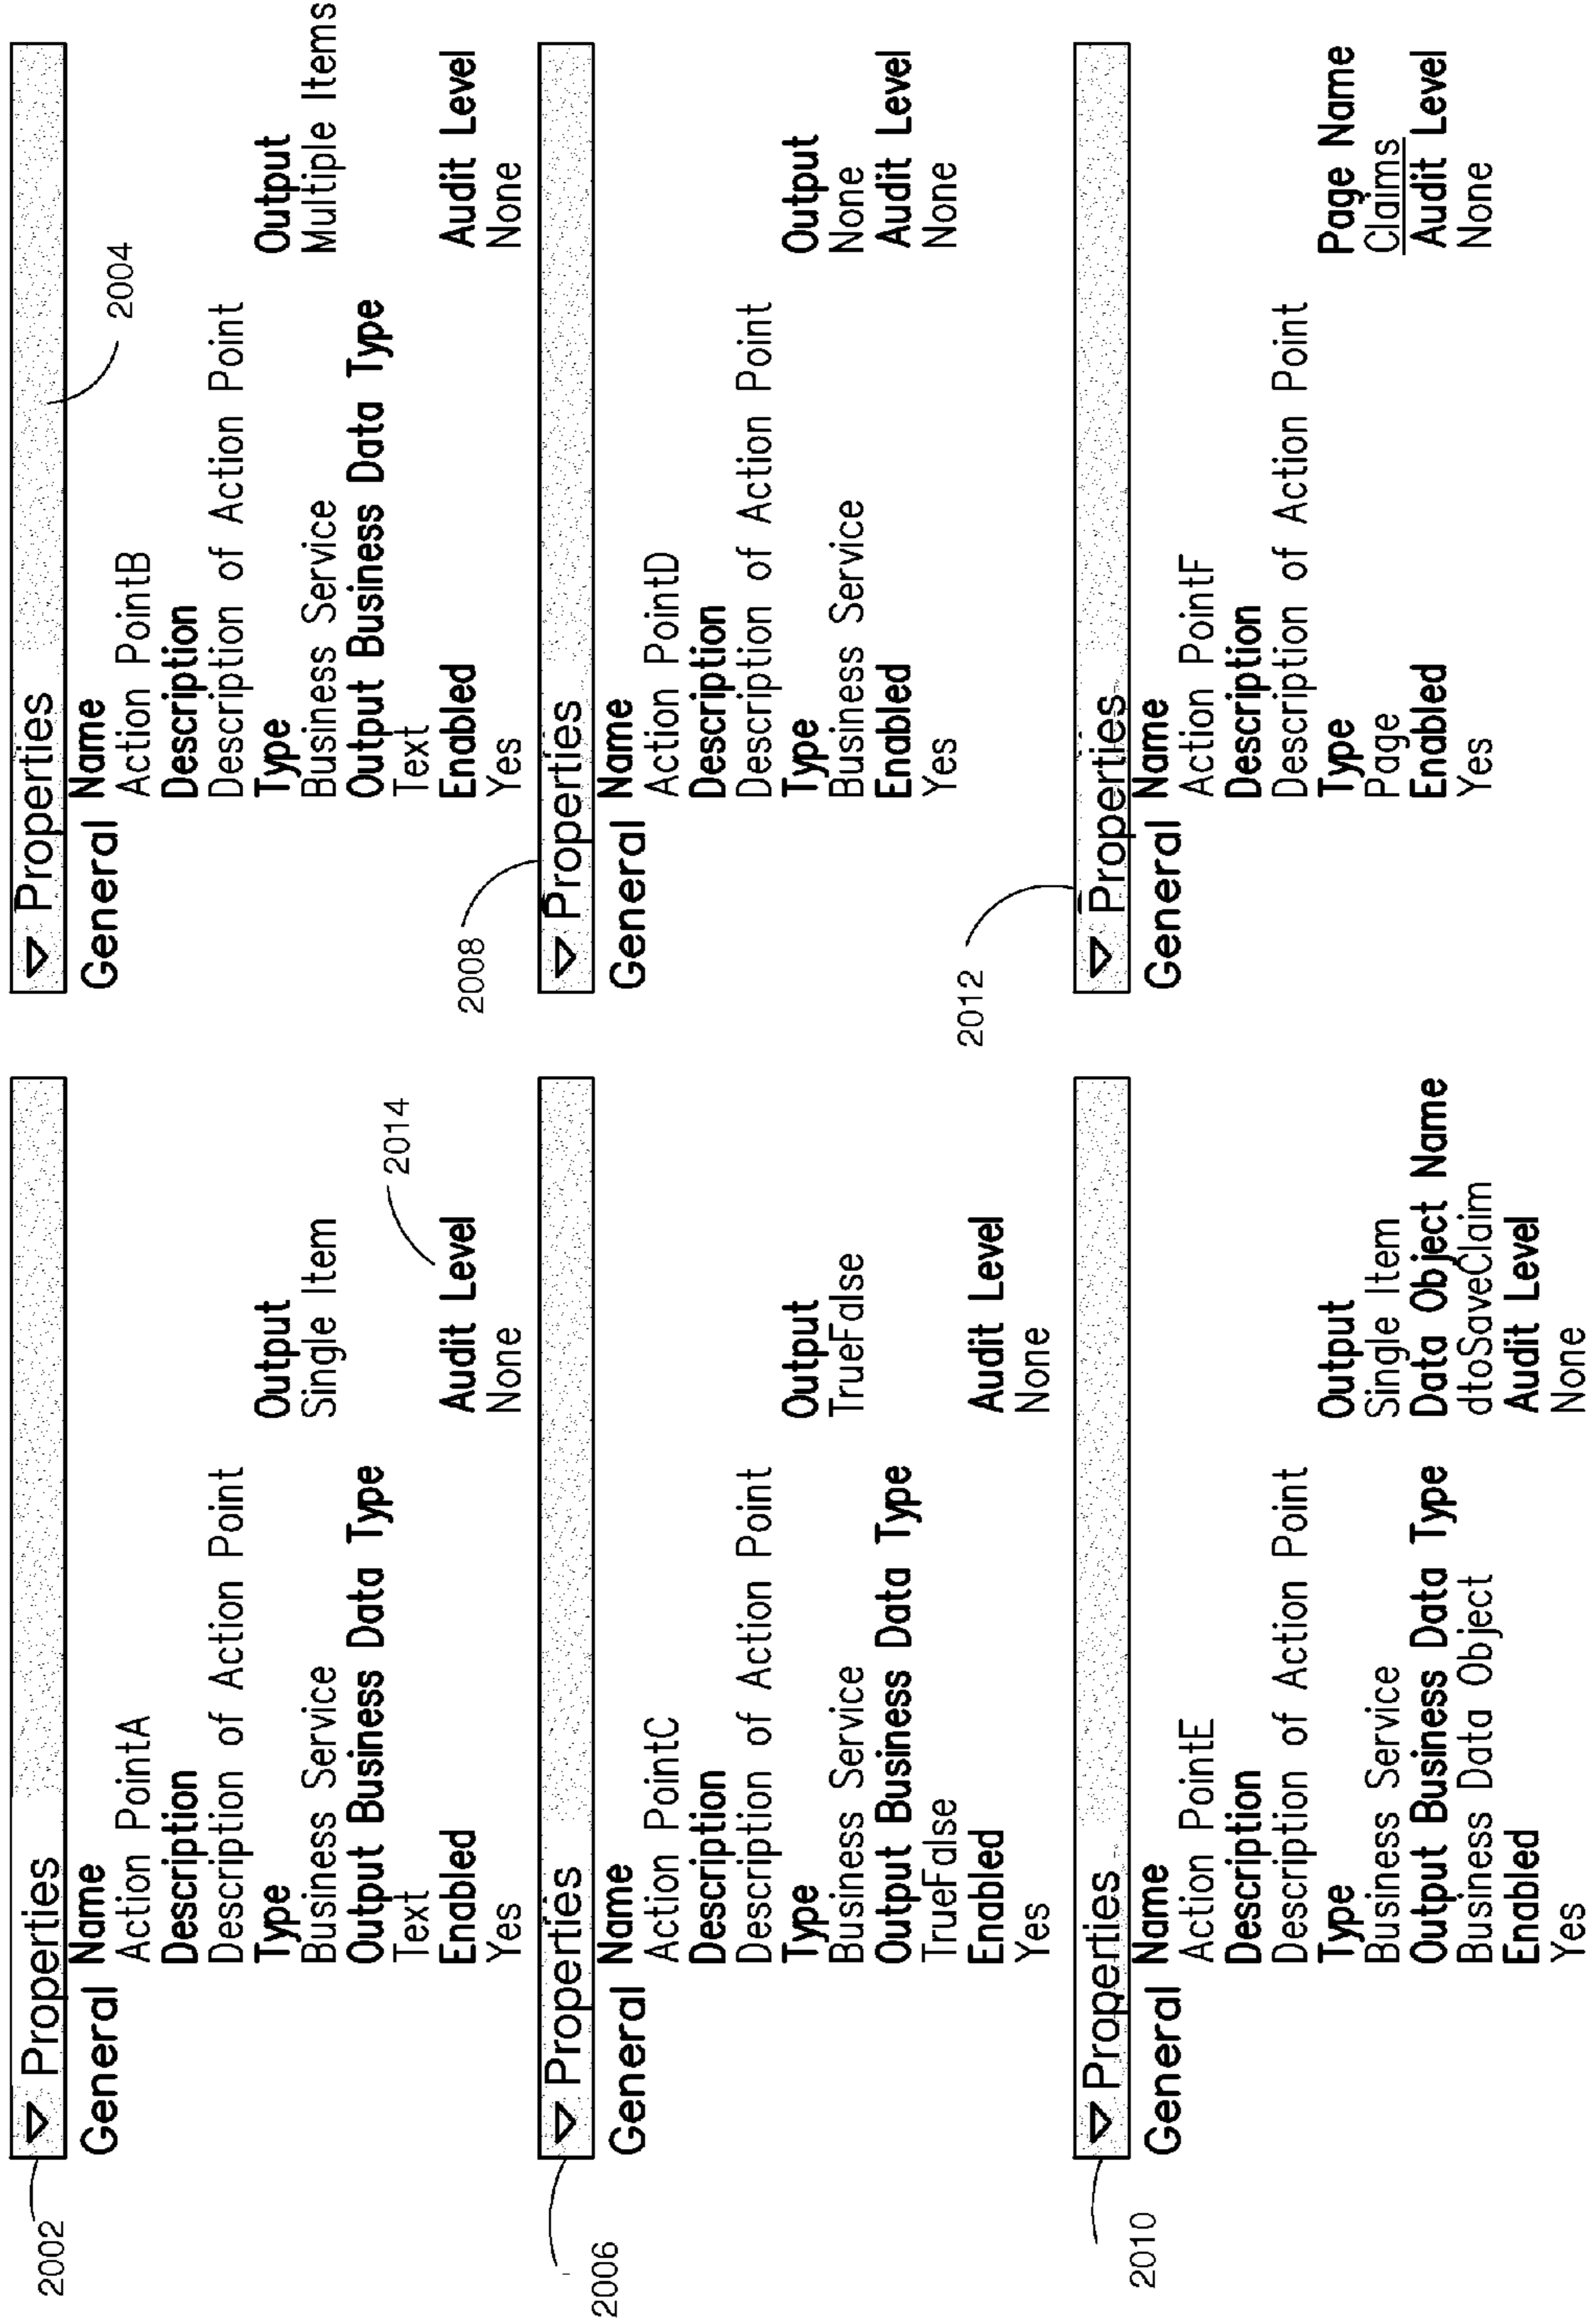 2002
Properties
General Name
Action PointA
Description
Description of Action Point
Type Output
Business Service Single Item
Output Business Data Type
Text
2014
Enabled Audit Level
Yes None
2004
Properties
General Name
Action PointB
Description
Description of Action Point
Type Output
Business Service Multiple Items
Output Business Data Type
Text
Enabled Audit Level
Yes None
2006
Properties
General Name
Action PointC
Description
Description of Action Point
Type Output
Business Service TrueFalse
Output Business Data Type
TrueFalse
Enabled Audit Level
Yes None
2008
Properties
General Name
Action PointD
Description
Description of Action Point
Type Output
Business Service None
Enabled Audit Level
Yes None
2010
Properties
General Name
Action PointE
Description
Description of Action Point
Type Output
Business Service Single Item
Output Business Data Type Data Object Name
Business Data Object dtoSaveClaim
Enabled Audit Level
Yes None
2012
Properties
General Name
Action PointF
Description
Description of Action Point
Type Page Name
Page Claims
Enabled Audit Level
Yes None